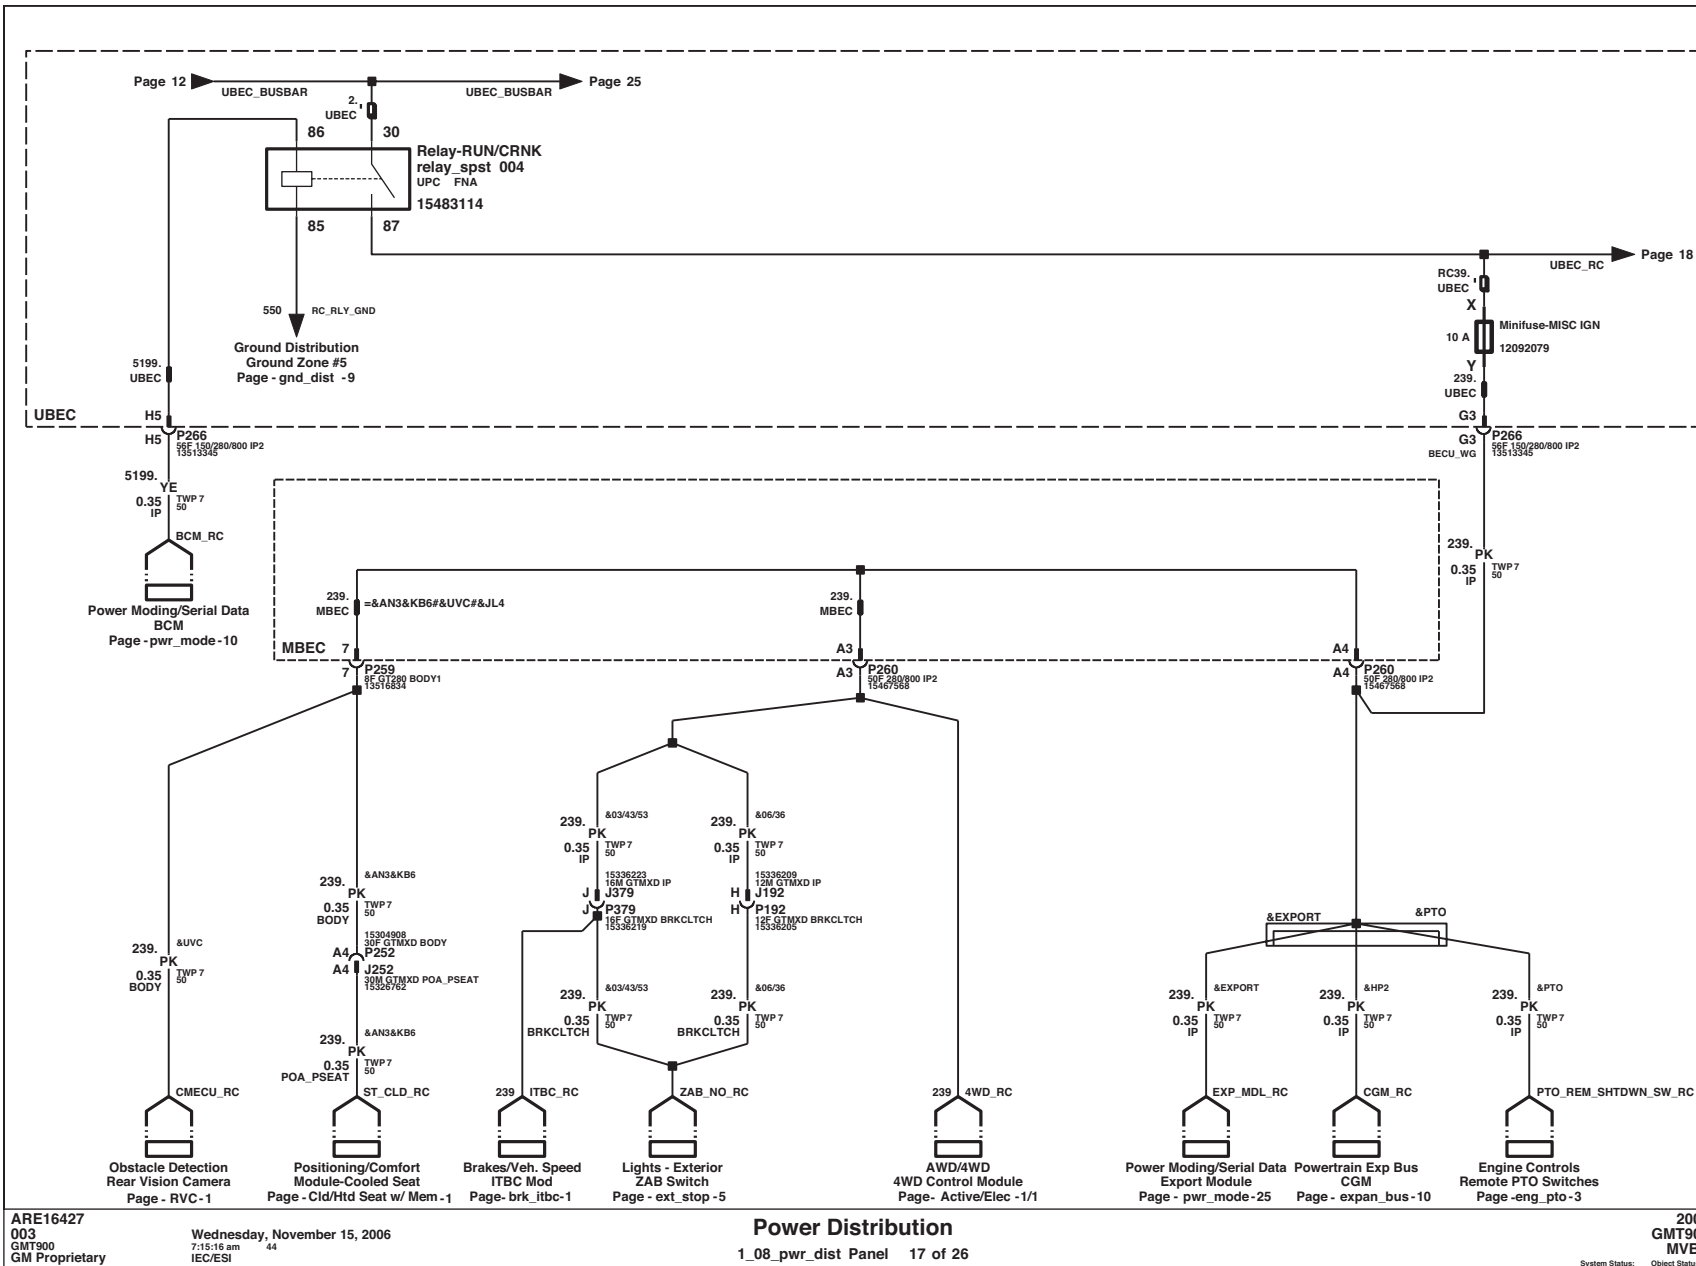 Page 12
UBEC_BUSBAR
UBEC_BUSBAR
Page 25
2.
UBEC
86
30
Relay-RUN/CRNK
relay_spst 004
UPC FNA
15483114
85
87
UBEC_RC
Page 18
RC39.
UBEC
X
Minifuse-MISC IGN
10 A
12092079
Y
239.
UBEC
550 RC_RLY_GND
Ground Distribution
Ground Zone #5
Page - gnd_dist -9
5199.
UBEC
UBEC
H5
H5
P266
56F 150/280/800 IP2
13513345
G3
G3
P266
56F 150/280/800 IP2
13513345
BECU_WG
5199.
YE
0.35
IP
TWP 7
50
BCM_RC
Power Moding/Serial Data
BCM
Page - pwr_mode -10
239.
PK
0.35
IP
TWP 7
50
239.
MBEC
=&AN3&KB6#&UVC#&JL4
239.
MBEC
MBEC
7
7
P259
8F GT280 BODY1
13516834
A3
A3
P260
50F 280/800 IP2
15467568
A4
A4
P260
50F 280/800 IP2
15467568
239.
PK
0.35
IP
&03/43/53
TWP 7
50
239.
PK
0.35
IP
&06/36
TWP 7
50
15336223
16M GTMXD IP
J J379
J P379
16F GTMXD BRKCLTCH
15336219
15336209
12M GTMXD IP
H J192
H P192
12F GTMXD BRKCLTCH
15336205
239.
PK
0.35
BODY
&AN3&KB6
TWP 7
50
15304908
30F GTMXD BODY
A4 P252
A4 J252
30M GTMXD POA_PSEAT
15326762
239.
PK
0.35
BODY
&UVC
TWP 7
50
&EXPORT
&PTO
239.
PK
0.35
POA_PSEAT
&AN3&KB6
TWP 7
50
239.
PK
0.35
BRKCLTCH
&03/43/53
TWP 7
50
239.
PK
0.35
BRKCLTCH
&06/36
TWP 7
50
239.
PK
0.35
IP
&EXPORT
TWP 7
50
239.
PK
0.35
IP
&HP2
TWP 7
50
239.
PK
0.35
IP
&PTO
TWP 7
50
CMECU_RC
ST_CLD_RC
239 ITBC_RC
ZAB_NO_RC
239 4WD_RC
EXP_MDL_RC
CGM_RC
PTO_REM_SHTDWN_SW_RC
Obstacle Detection
Rear Vision Camera
Page - RVC -1
Positioning/Comfort
Module-Cooled Seat
Page - Cld/Htd Seat w/ Mem -1
Brakes/Veh. Speed
ITBC Mod
Page- brk_itbc-1
Lights - Exterior
ZAB Switch
Page - ext_stop -5
AWD/4WD
4WD Control Module
Page- Active/Elec -1/1
Power Moding/Serial Data
Export Module
Page - pwr_mode-25
Powertrain Exp Bus
CGM
Page - expan_bus-10
Engine Controls
Remote PTO Switches
Page -eng_pto-3
ARE16427
003
GMT900
GM Proprietary
Wednesday, November 15, 2006
7:15:16 am 44
IEC/ESI
Power Distribution
1_08_pwr_dist Panel 17 of 26
200
GMT90
MVB
System Status: Object Statu